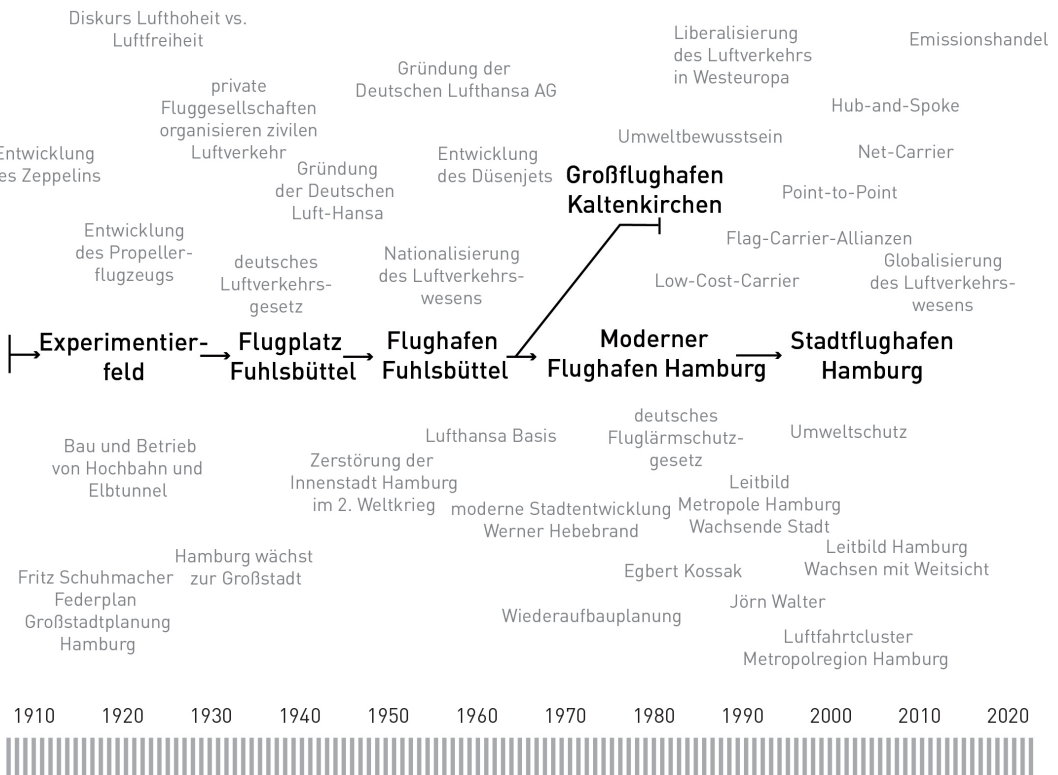 Diskurs Lufthoheit vs.
Luftfreiheit
Liberalisierung
des Luftverkehrs
in Westeuropa
Emissionshandel
Gründung der
Deutschen Lufthansa AG
private
Fluggesellschaften
organisieren zivilen
Luftverkehr
Hub-and-Spoke
Umweltbewusstsein
Entwicklung
es Zeppelins
Gründung
der Deutschen
Luft-Hansa
Entwicklung
des Düsenjets
Net-Carrier
Großflughafen
Kaltenkirchen
Point-to-Point
Entwicklung
des Propeller-
flugzeugs
Flag-Carrier-Allianzen
deutsches
Luftverkehrs-
gesetz
Nationalisierung
des Luftverkehrs-
wesens
Low-Cost-Carrier
Globalisierung
des Luftverkehrs-
wesens
Experimentier-
feld
Flugplatz
Fuhlsbüttel
Flughafen
Fuhlsbüttel
Moderner
Flughafen Hamburg
Stadtflughafen
Hamburg
Bau und Betrieb
von Hochbahn und
Elbtunnel
Lufthansa Basis
deutsches
Fluglärmschutz-
gesetz
Umweltschutz
Zerstörung der
Innenstadt Hamburg
im 2. Weltkrieg
moderne Stadtentwicklung
Werner Hebebrand
Leitbild
Metropole Hamburg
Wachsende Stadt
Hamburg wächst
zur Großstadt
Leitbild Hamburg
Wachsen mit Weitsicht
Fritz Schuhmacher
Federplan
Großstadtplanung
Hamburg
Egbert Kossak
Jörn Walter
Wiederaufbauplanung
Luftfahrtcluster
Metropolregion Hamburg
1910 1920 1930 1940 1950 1960 1970 1980 1990 2000 2010 2020